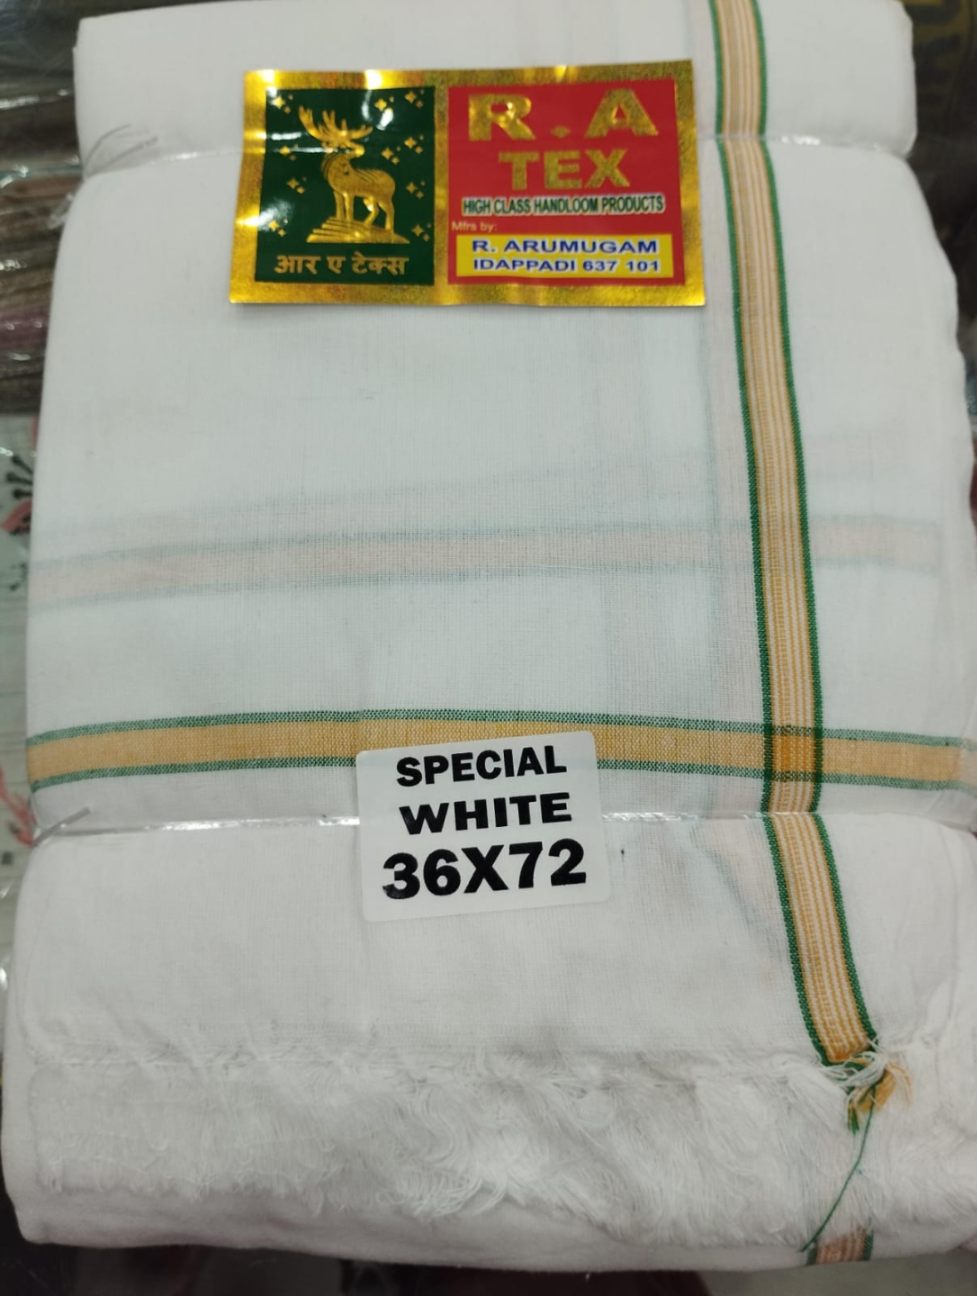 R.A
TEX
HIGH CLASS HANDLOOM PRODUCTS
Mfrs by:
R. ARUMUGAM
IDAPPADI 637 101
आर ए टेक्स
SPECIAL
WHITE
36X72